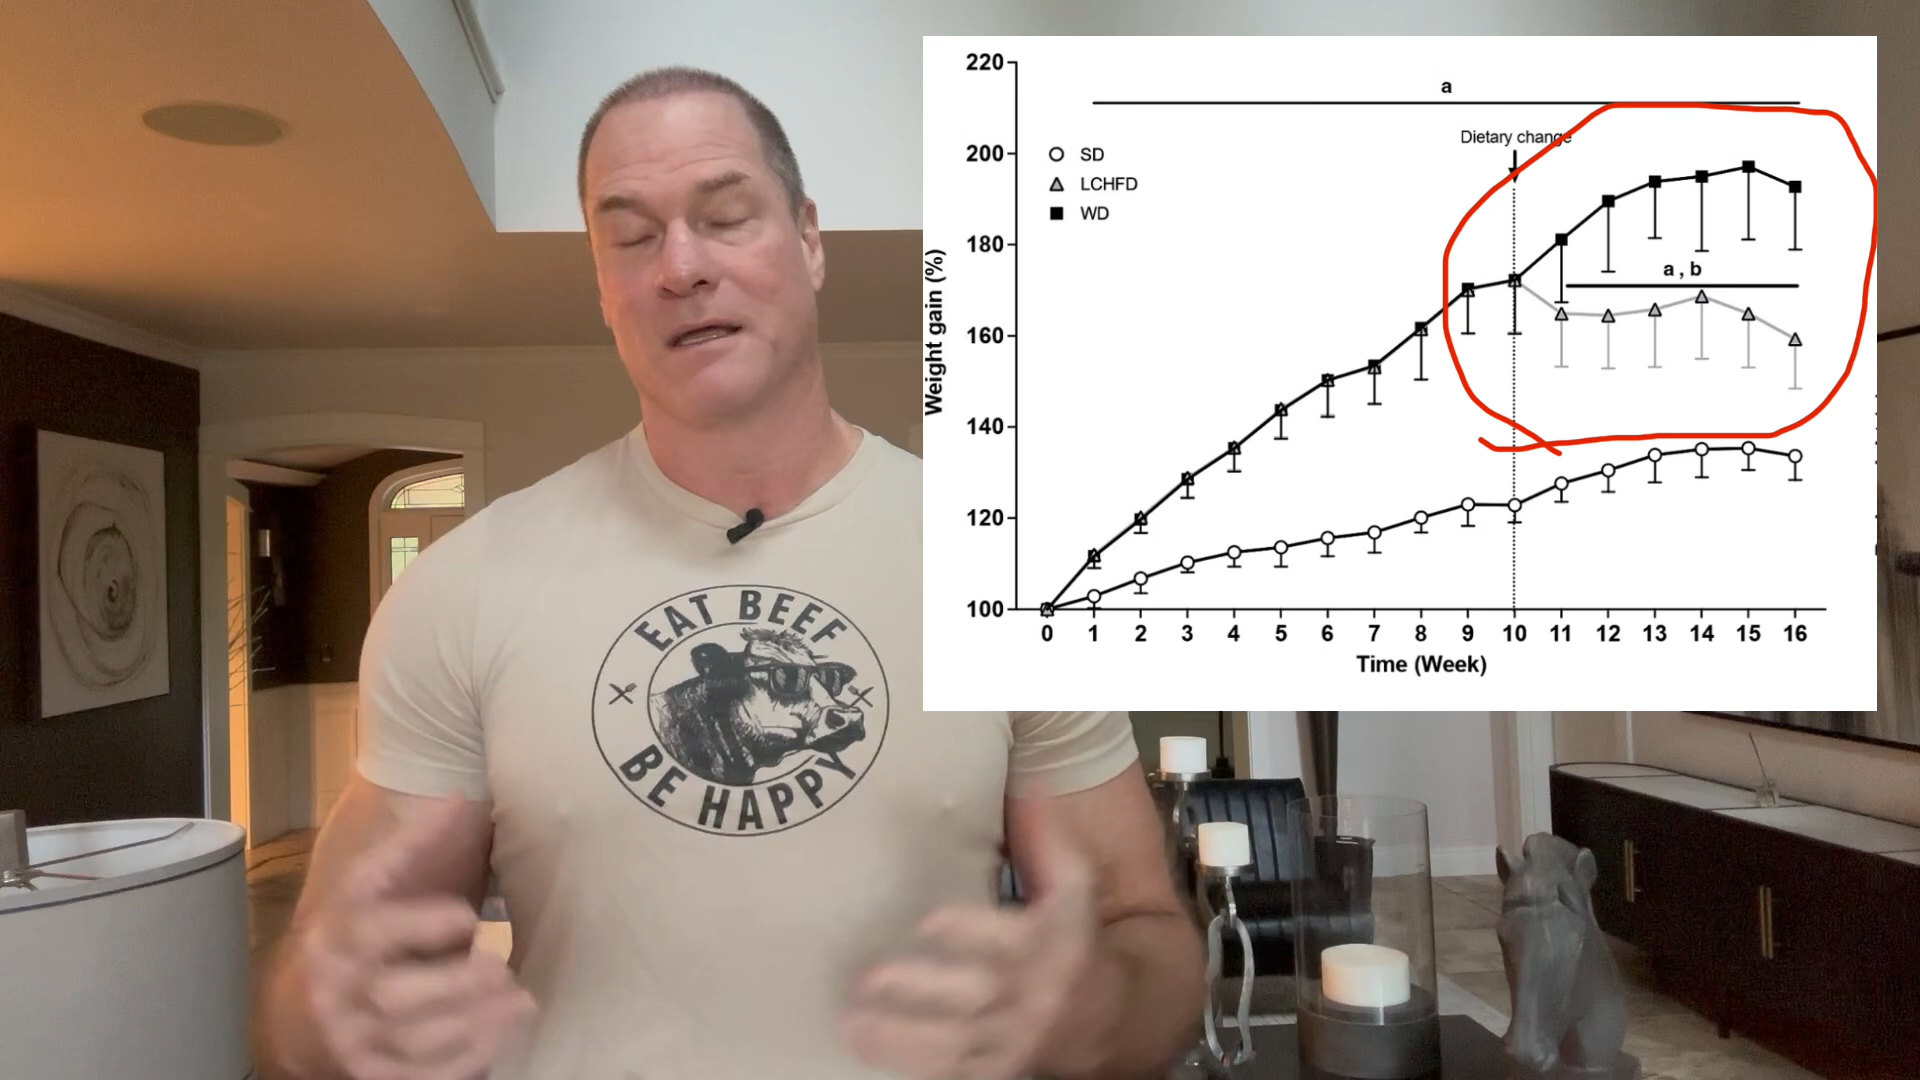 EAT BEEF
BE HAPPY
220
200
180
160
140
120
100
Weight gain (%)
a
Dietary change
SD
LCHFD
WD
a , b
0 1 2 3 4 5 6 7 8 9 10 11 12 13 14 15 16
Time (Week)